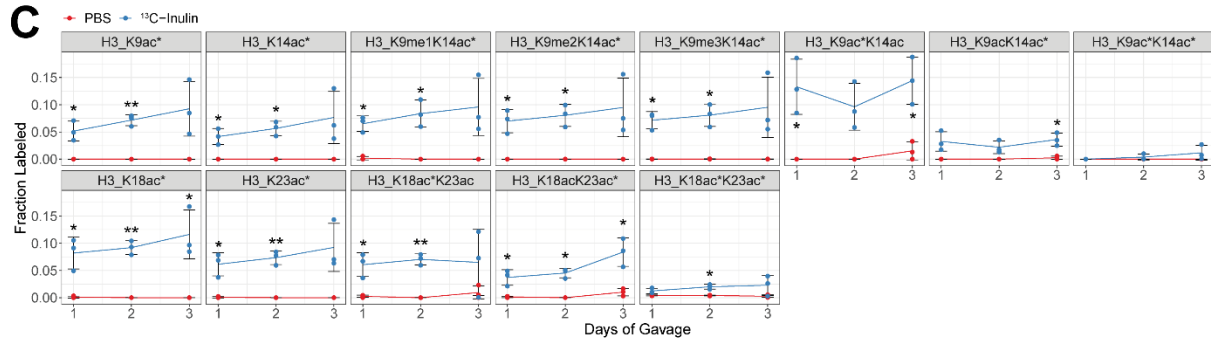 C
PBS ¹³C−Inulin
H3_K9ac* H3_K14ac* H3_K9me1K14ac* H3_K9me2K14ac* H3_K9me3K14ac* H3_K9ac*K14ac H3_K9acK14ac* H3_K9ac*K14ac*
0.15
0.10
0.05
0.00
* ** * * * * * * * * * * *
1 2 3 1 2 3 1 2 3
H3_K18ac* H3_K23ac* H3_K18ac*K23ac H3_K18acK23ac* H3_K18ac*K23ac*
0.15
0.10
0.05
0.00
* ** * * ** * ** * * * *
1 2 3 1 2 3 1 2 3 1 2 3 1 2 3
Fraction Labeled
Days of Gavage